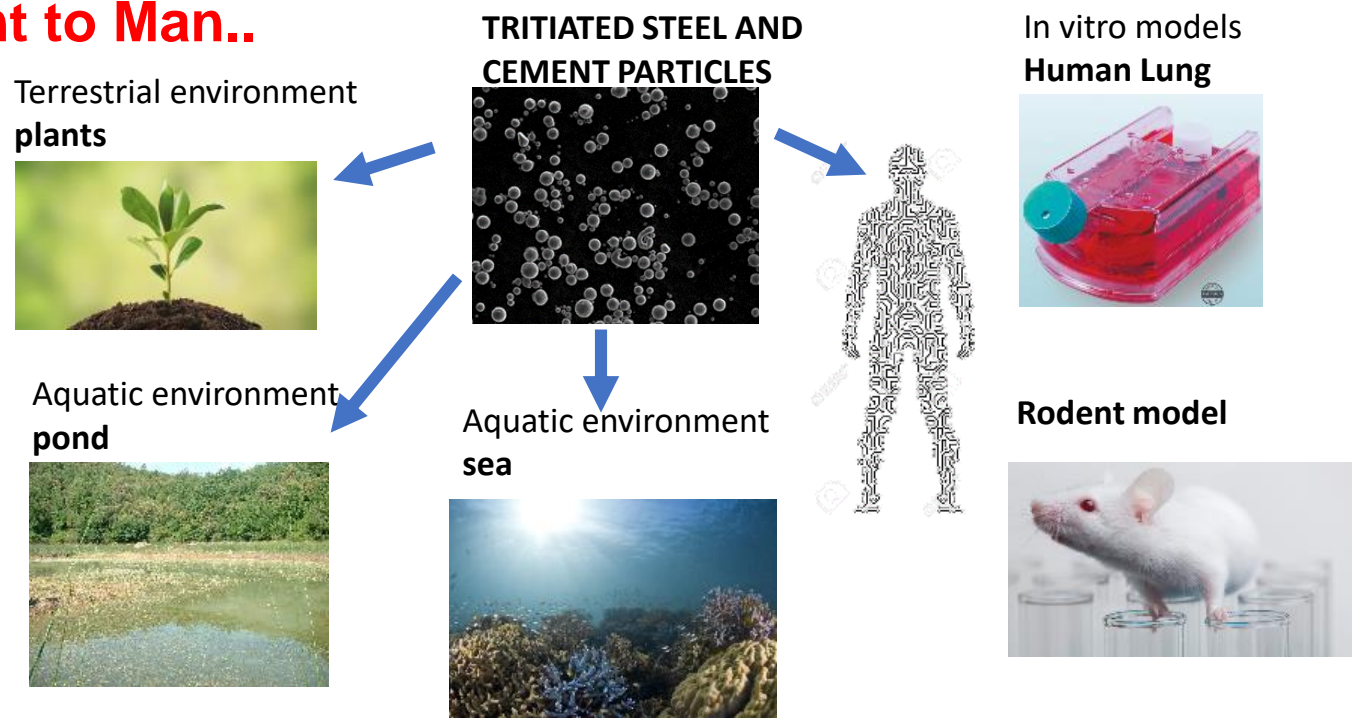 nt to Man..
TRITIATED STEEL AND
CEMENT PARTICLES
In vitro models
Human Lung
Terrestrial environment
plants
Aquatic environment
pond
Aquatic environment
sea
Rodent model